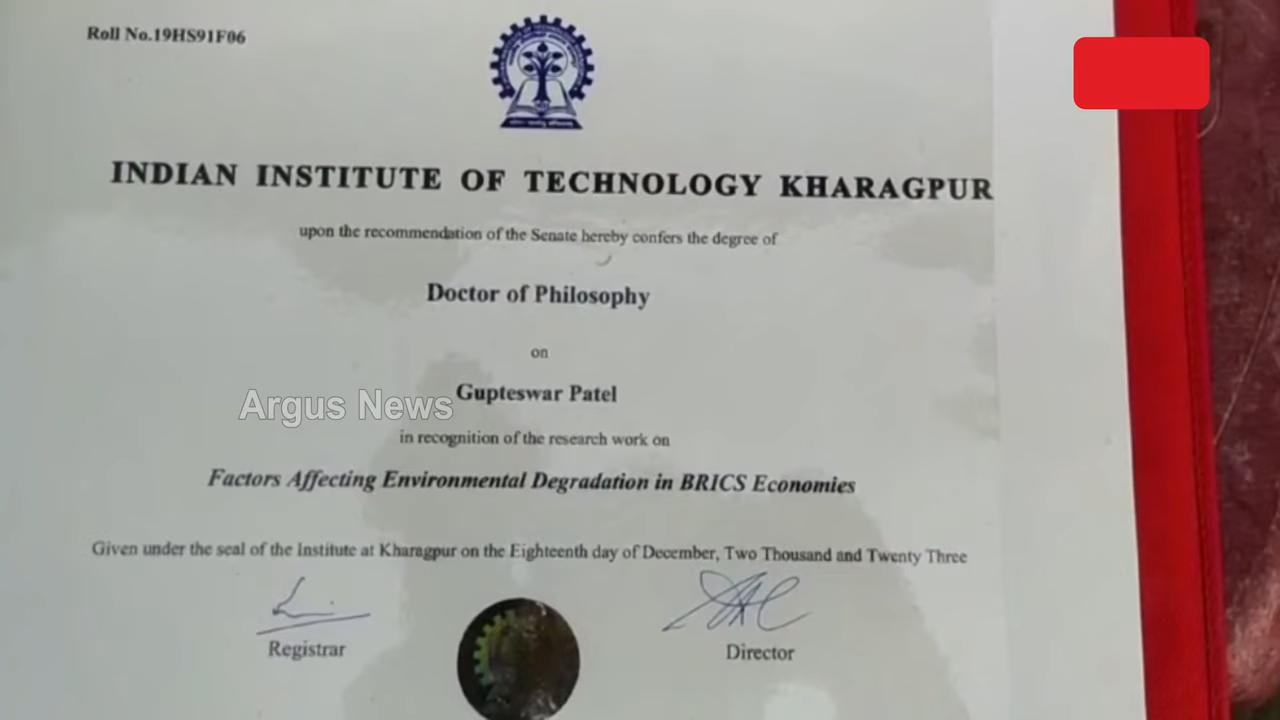 Roll No.19HS91F06
INDIAN INSTITUTE OF TECHNOLOGY KHARAGPUR
upon the recommendation of the Senate hereby confers the degree of
Doctor of Philosophy
on
Gupteswar Patel
Argus News
in recognition of the research work on
Factors Affecting Environmental Degradation in BRICS Economies
Given under the seal of the Institute at Kharagpur on the Eighteenth day of December, Two Thousand and Twenty Three
Registrar
Director